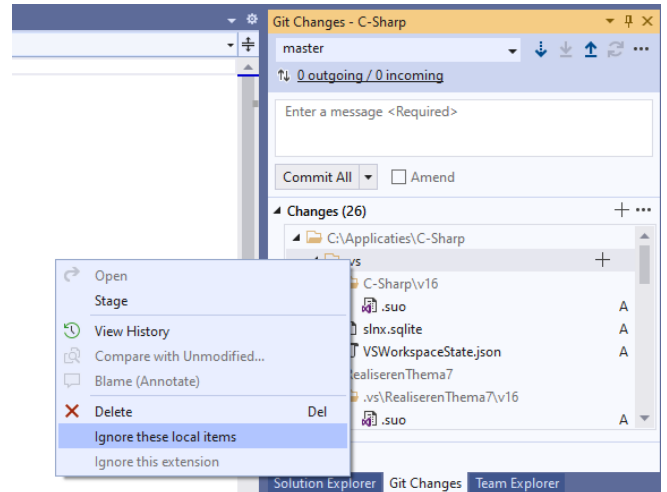 Git Changes - C-Sharp
master
0 outgoing / 0 incoming
Enter a message <Required>
Commit All
Amend
Changes (26)
C:\Applicaties\C-Sharp
vs
C-Sharp\v16
.suo A
slnx.sqlite A
VSWorkspaceState.json A
ealiserenThema7
.vs\RealiserenThema7\v16
.suo A
Open
Stage
View History
Compare with Unmodified...
Blame (Annotate)
Delete Del
Ignore these local items
Ignore this extension
Solution Explorer Git Changes Team Explorer